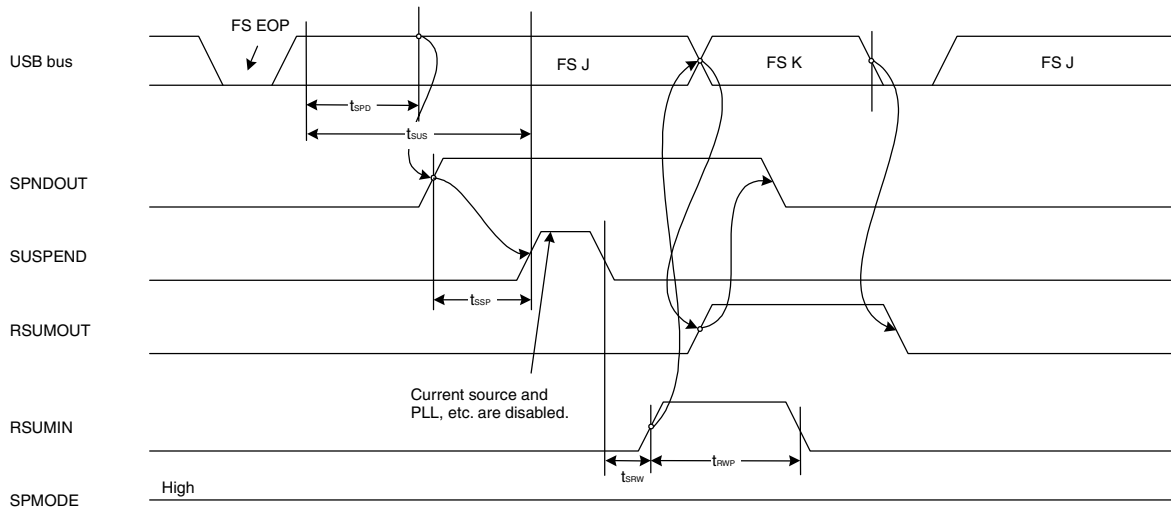 FS EOP
USB bus
FS J
FS K
FS J
tSPD
tSUS
SPNDOUT
SUSPEND
tSSP
RSUMOUT
Current source and
PLL, etc. are disabled.
RSUMIN
tSRW
tRWP
SPMODE
High